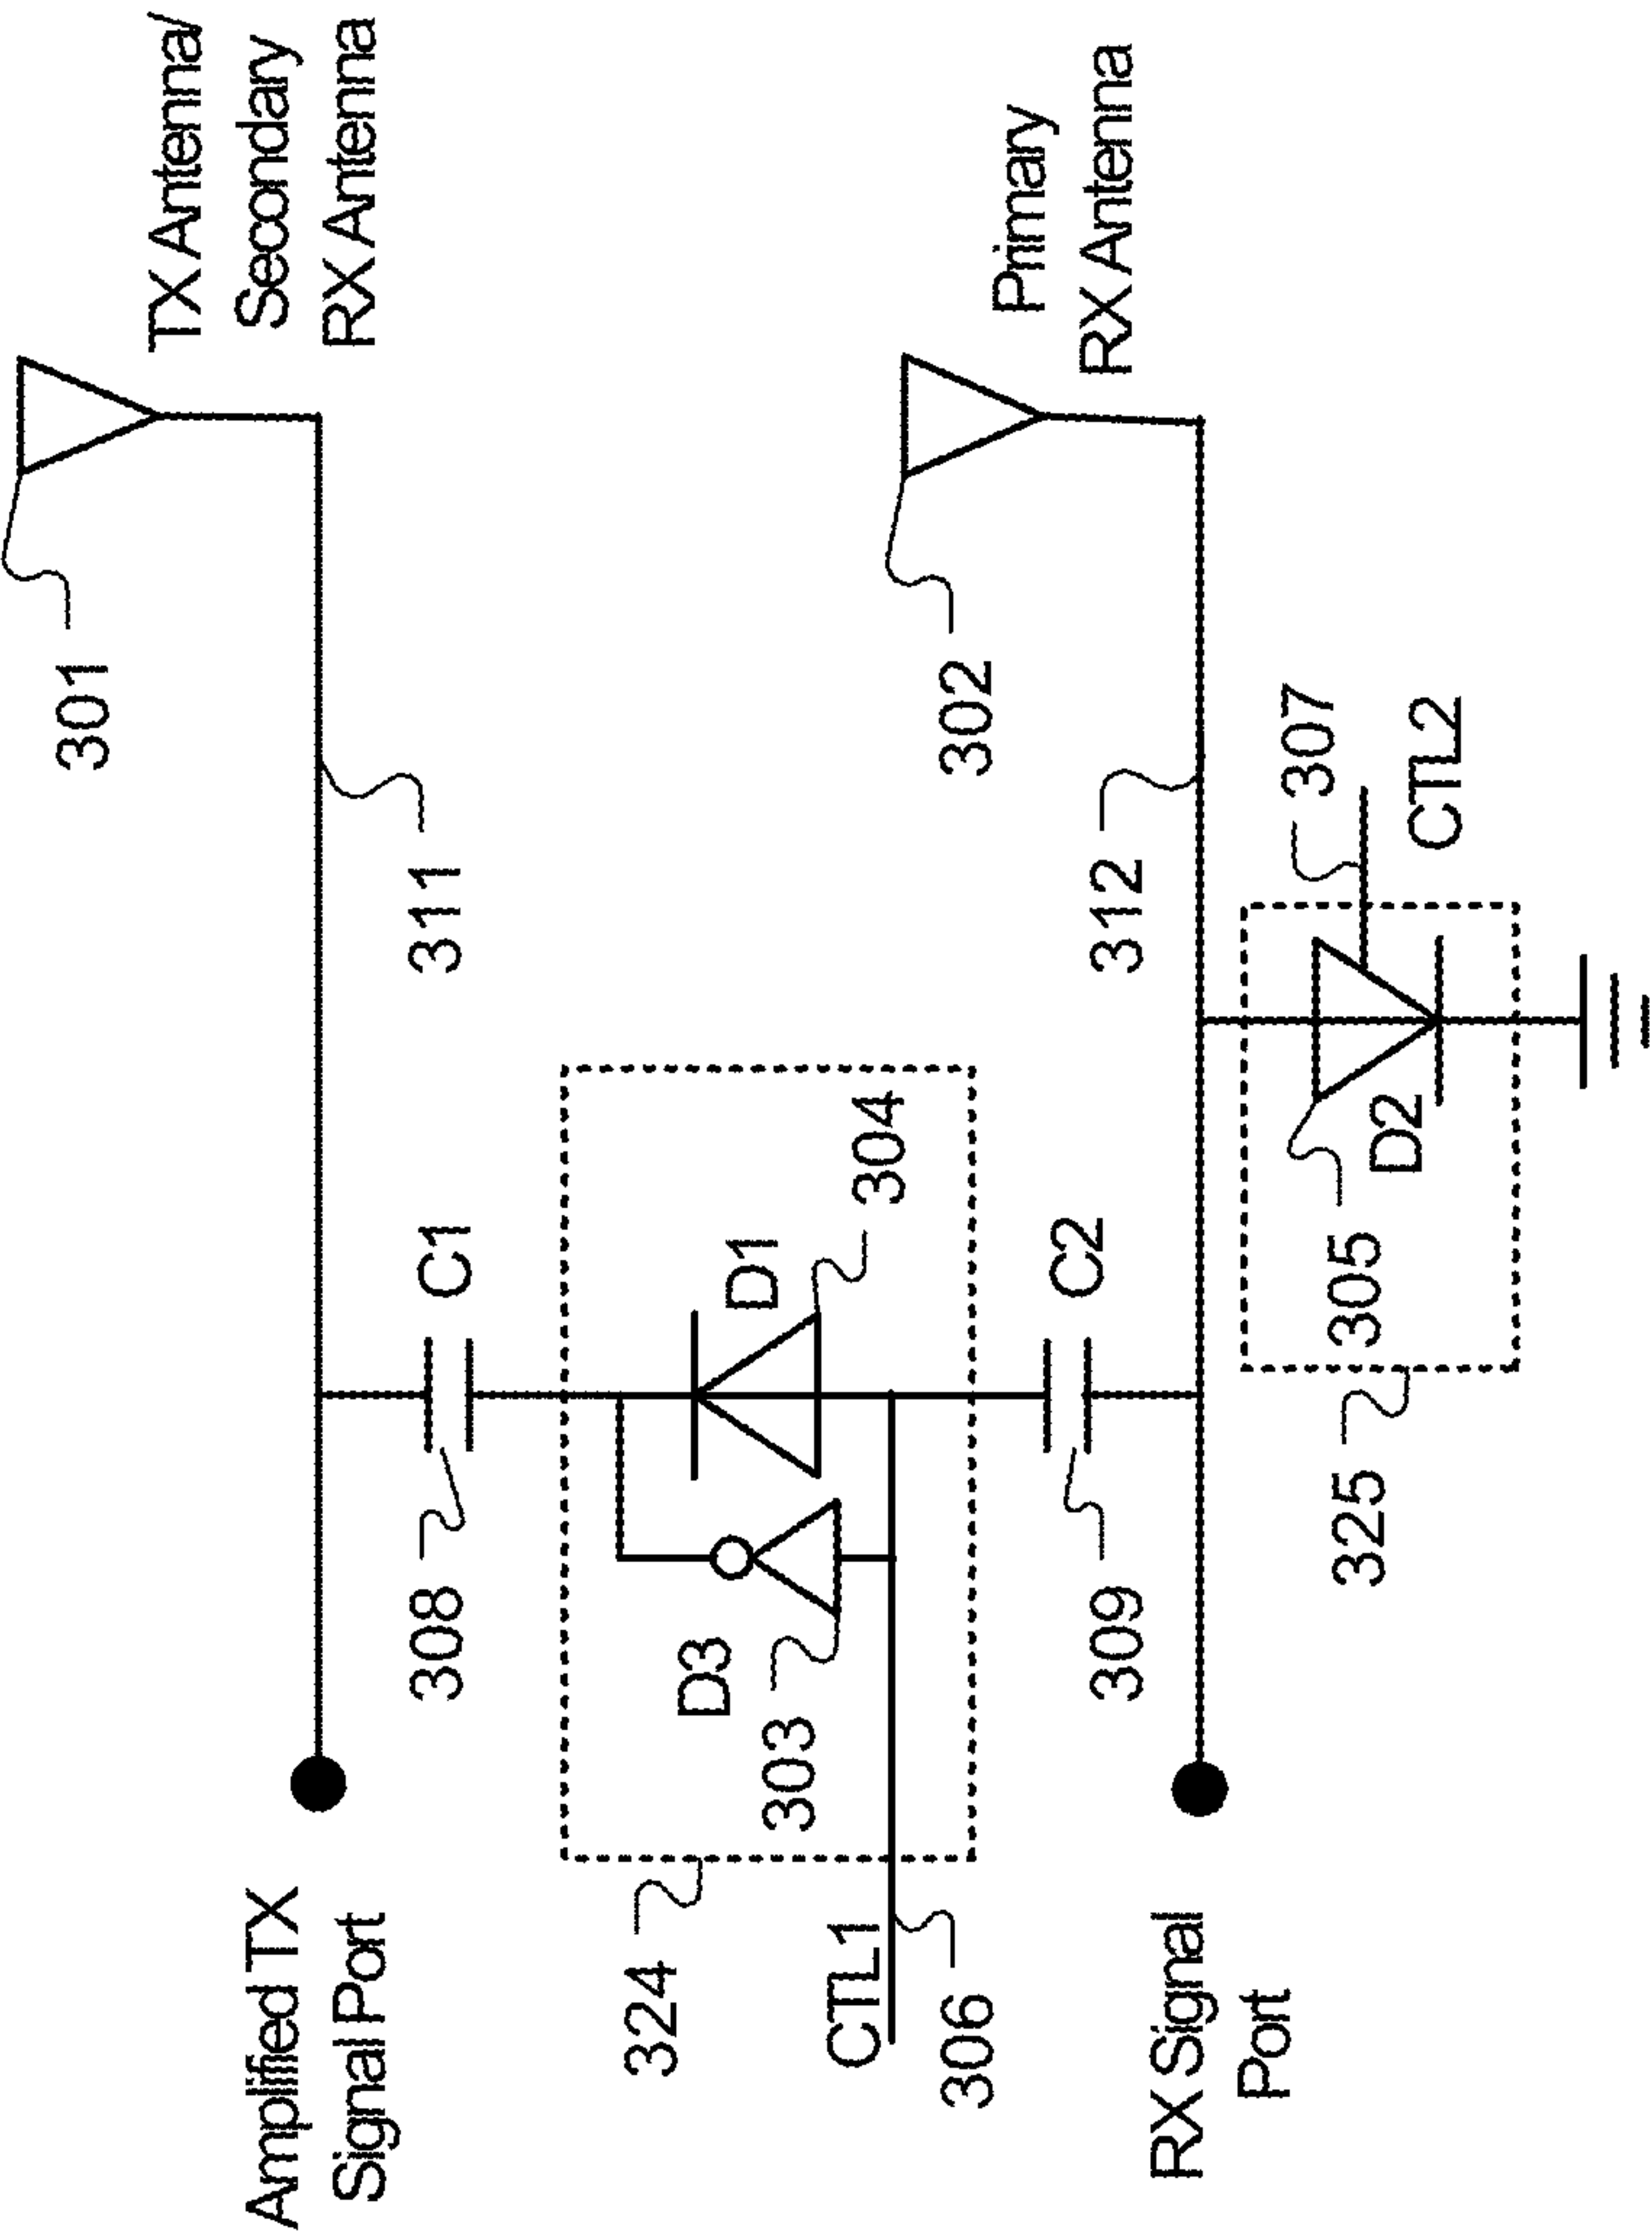 TX Antenna/
Secondary
RX Antenna
301
311
Amplified TX
Signal Port
C1
308
D1
304
D3
303
324
CTL1
306
C2
309
Primary
RX Antenna
302
312
307
CTL2
D2
305
325
RX Signal
Port